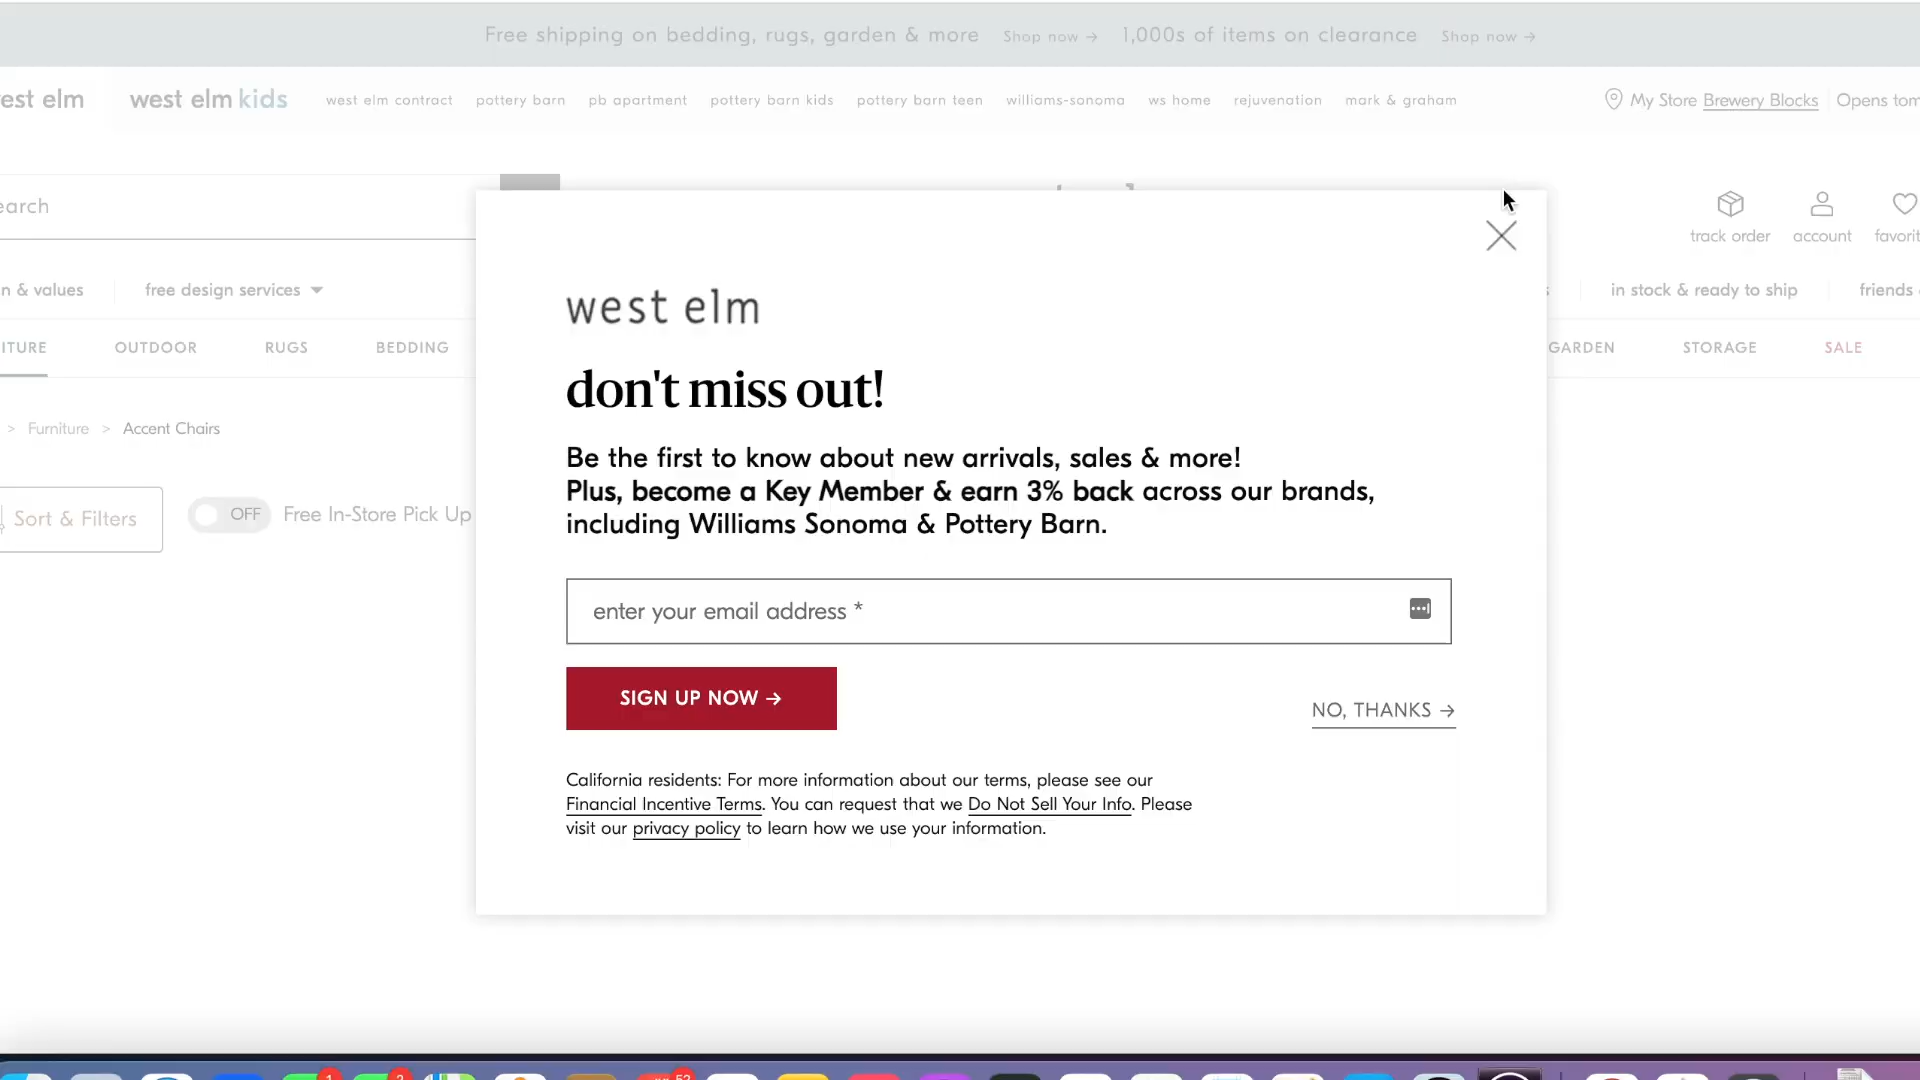 Free shipping on bedding, rugs, garden & more Shop now → 1,000s of items on clearance Shop now →
est elm west elm kids west elm contract pottery barn pb apartment pottery barn kids pottery barn teen williams-sonoma ws home rejuvenation mark & graham My Store Brewery Blocks Opens tom
earch
track order account favorit
n & values free design services in stock & ready to ship friends
ITURE OUTDOOR RUGS BEDDING GARDEN STORAGE SALE
> Furniture > Accent Chairs
Sort & Filters OFF Free In-Store Pick Up
west elm
don't miss out!
Be the first to know about new arrivals, sales & more!
Plus, become a Key Member & earn 3% back across our brands,
including Williams Sonoma & Pottery Barn.
enter your email address *
SIGN UP NOW →
NO, THANKS →
California residents: For more information about our terms, please see our
Financial Incentive Terms. You can request that we Do Not Sell Your Info. Please
visit our privacy policy to learn how we use your information.